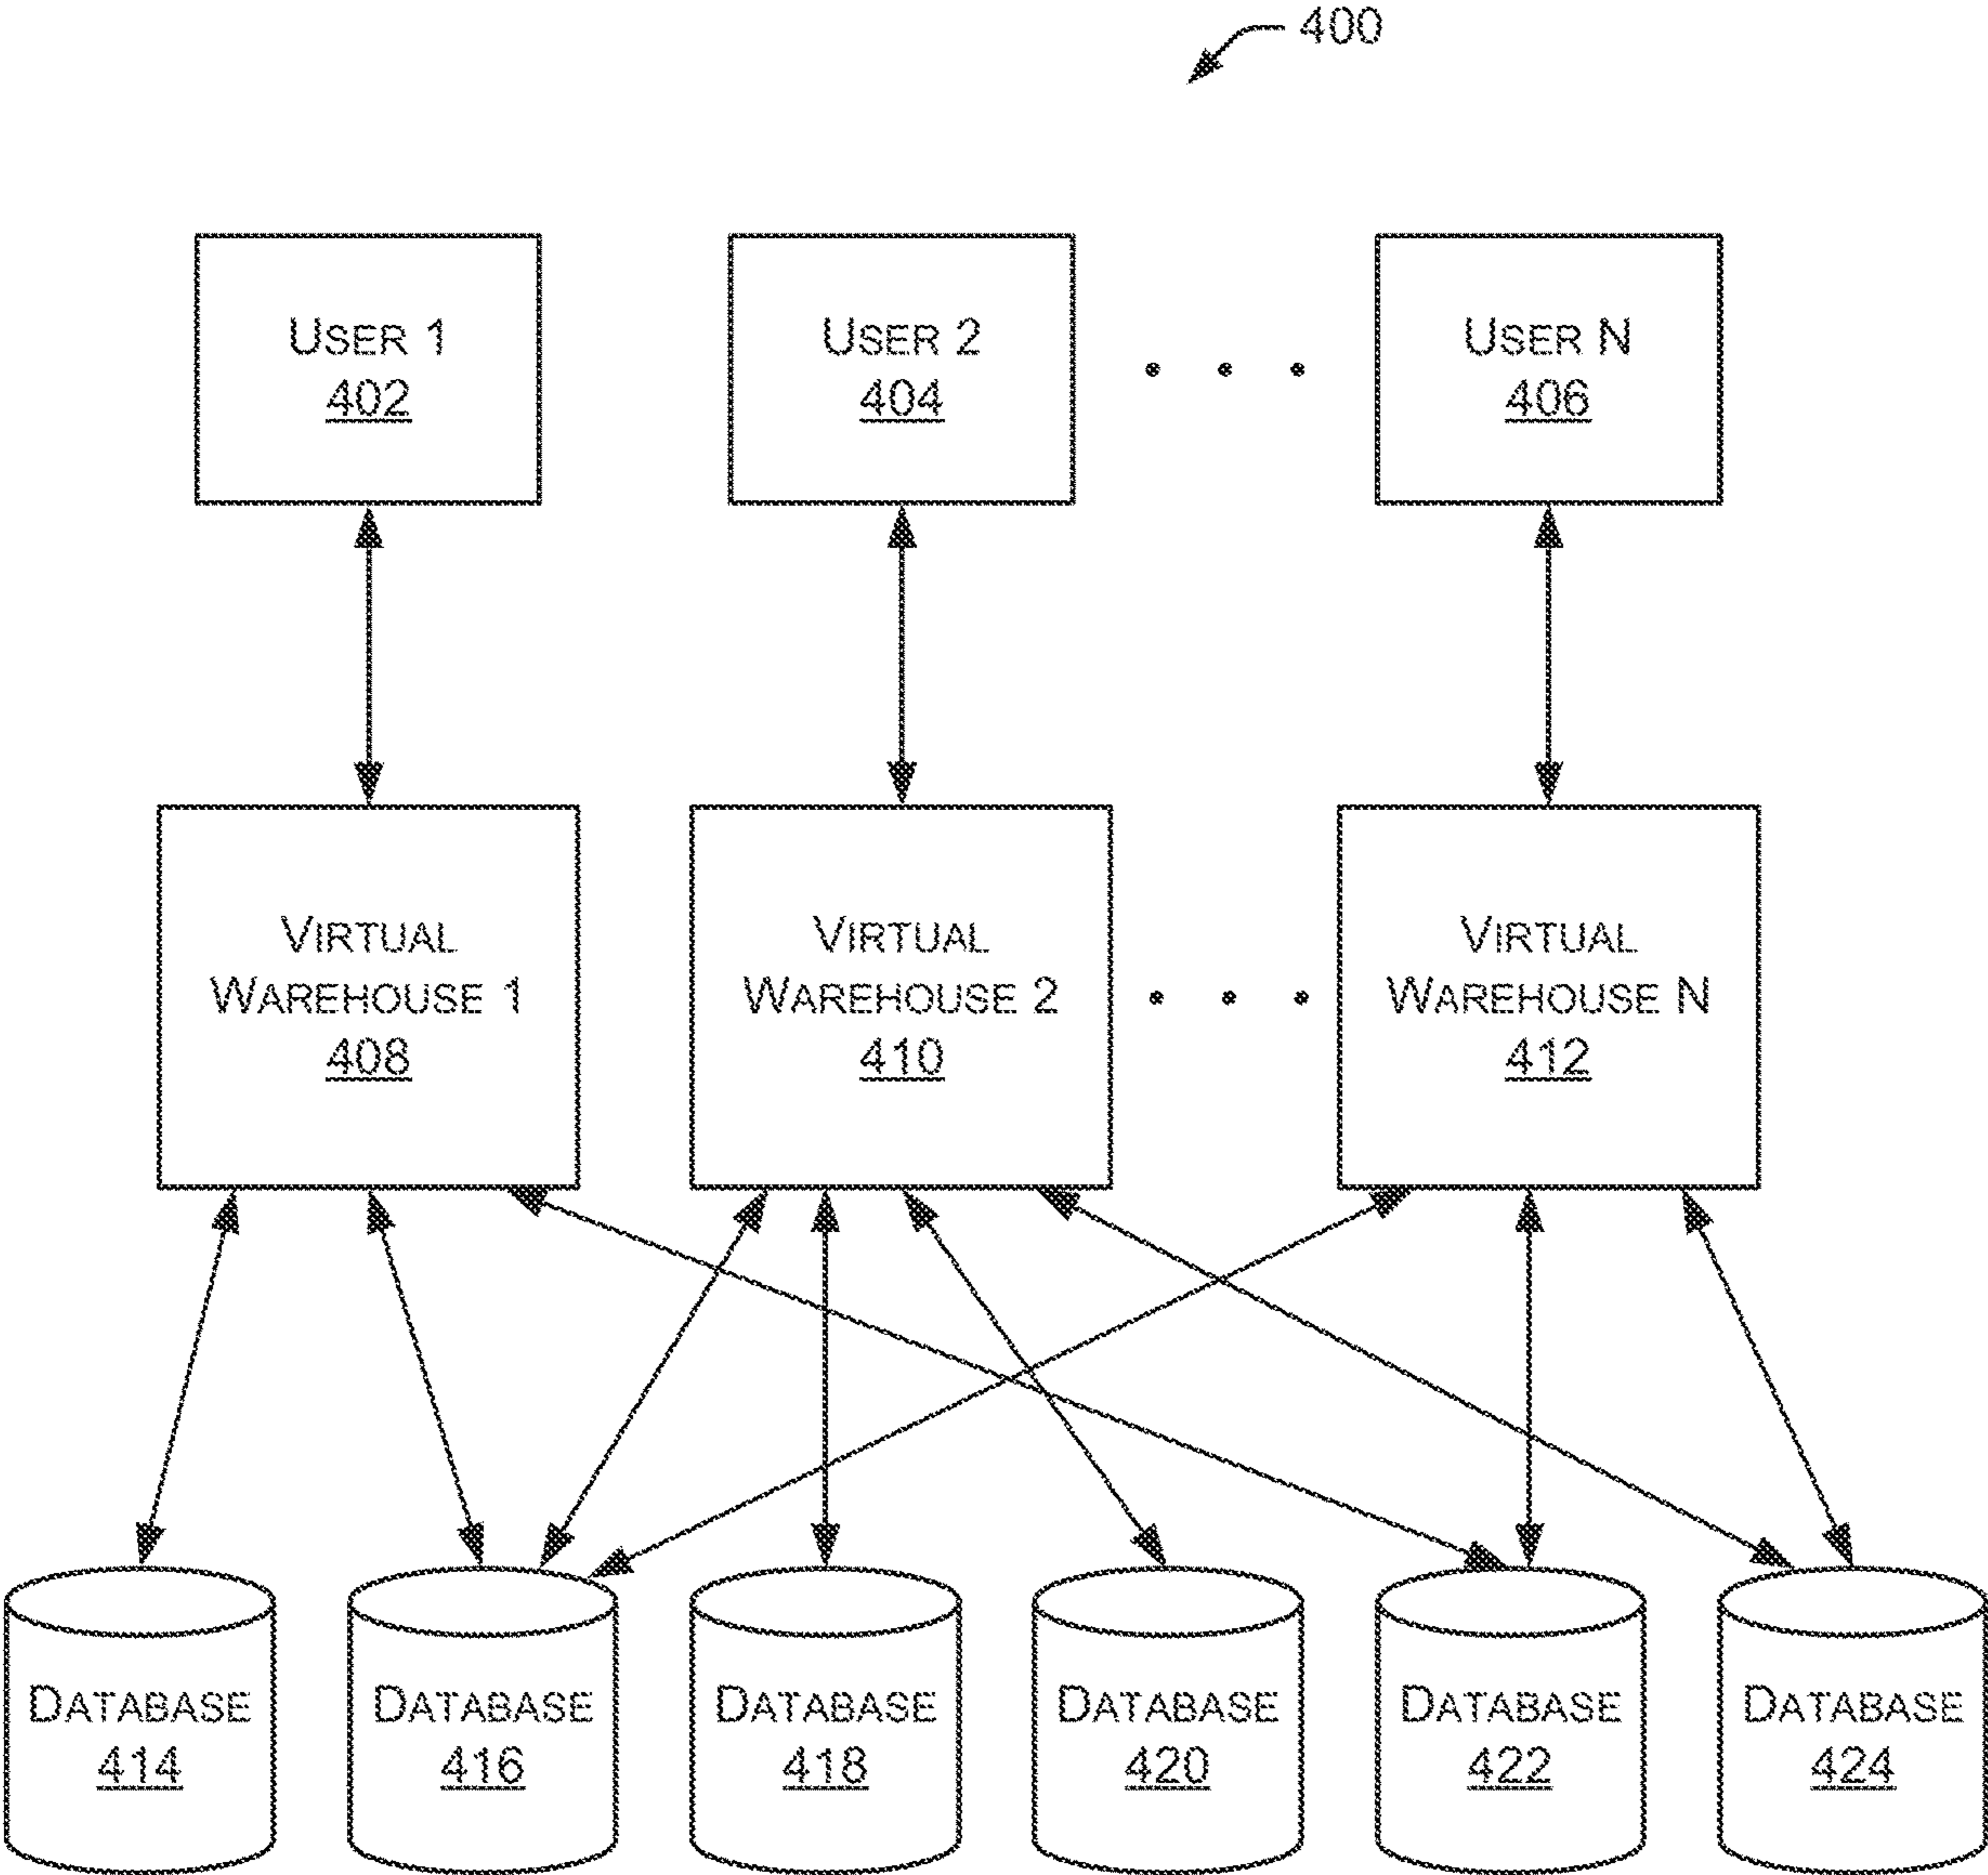 400
USER 1
402
USER 2
404
USER N
406
VIRTUAL
WAREHOUSE 1
408
VIRTUAL
WAREHOUSE 2
410
VIRTUAL
WAREHOUSE N
412
DATABASE
414
DATABASE
416
DATABASE
418
DATABASE
420
DATABASE
422
DATABASE
424